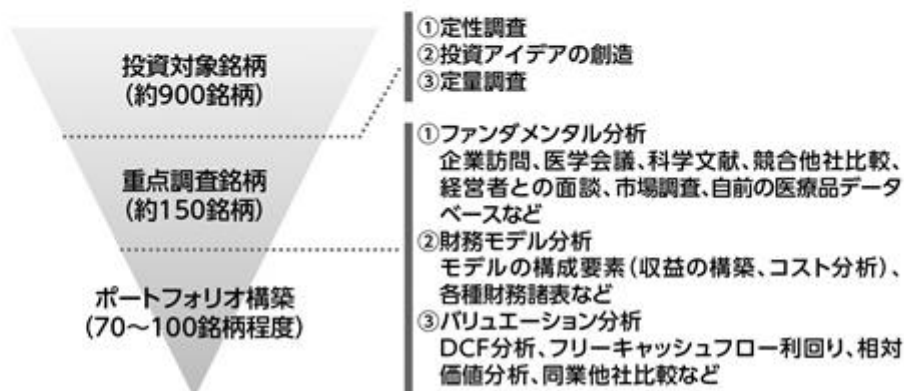 投資対象銘柄
(約900銘柄)
①定性調査
②投資アイデアの創造
③定量調査
重点調査銘柄
(約150銘柄)
①ファンダメンタル分析
企業訪問、医学会議、科学文献、競合他社比較、
経営者との面談、市場調査、自前の医療品データ
ベースなど
②財務モデル分析
モデルの構成要素(収益の構築、コスト分析)、
各種財務諸表など
③バリュエーション分析
DCF分析、フリーキャッシュフロー利回り、相対
価値分析、同業他社比較など
ポートフォリオ構築
(70～100銘柄程度)